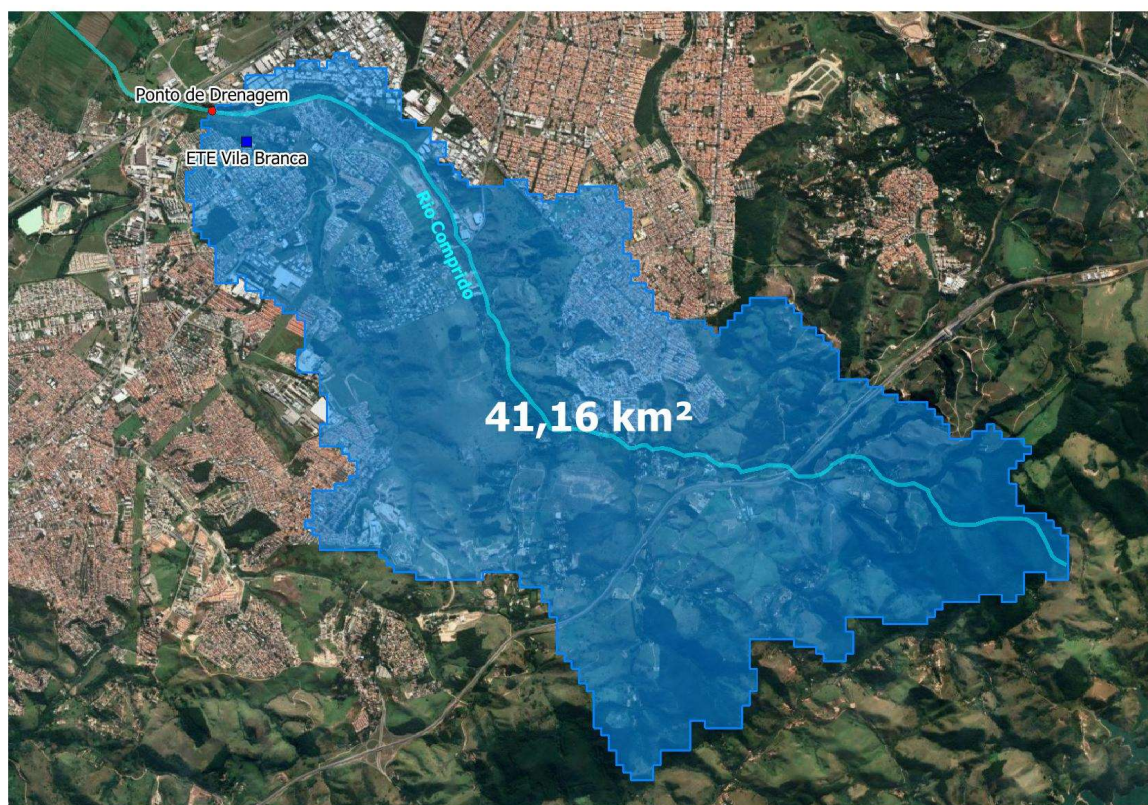 Ponto de Drenagem
ETE Vila Branca
Rio Comprido
41,16 km²